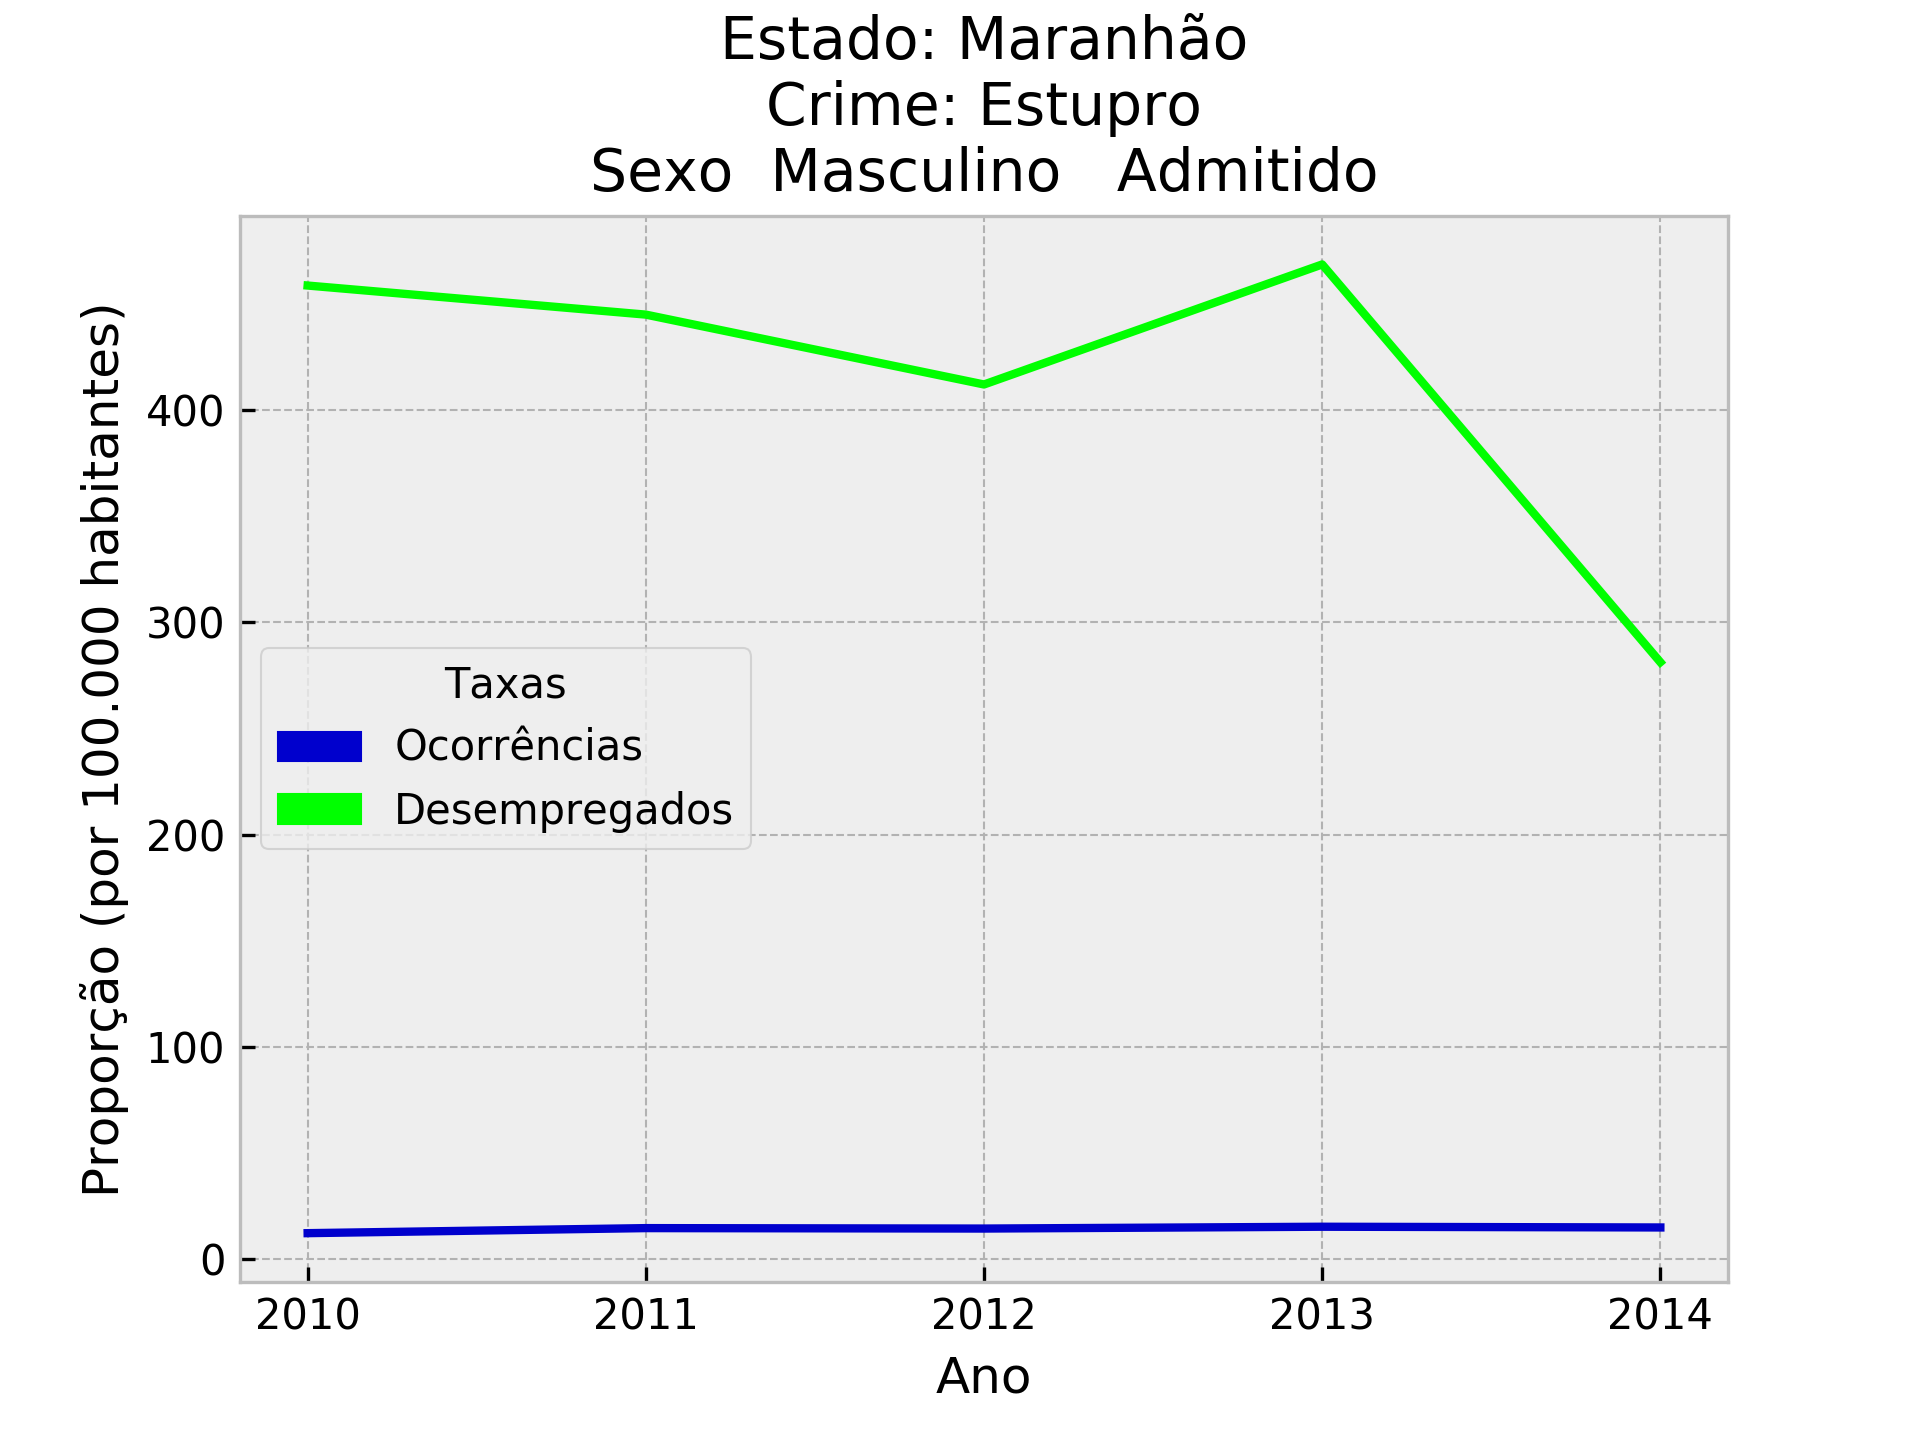 Estado: Maranhão
Crime: Estupro
Sexo  Masculino   Admitido
Proporção (por 100.000 habitantes)
400
300
200
100
0
Taxas
Ocorrências
Desempregados
2010 2011 2012 2013 2014
Ano